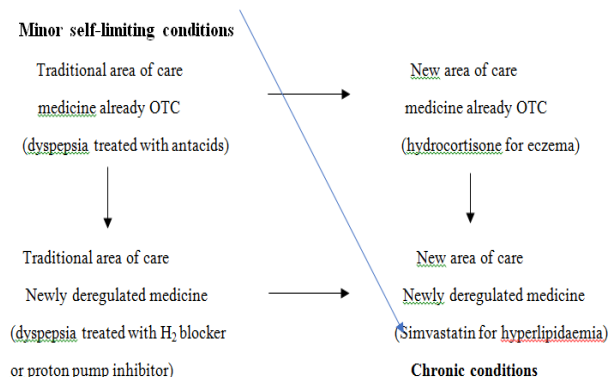 Minor self-limiting conditions
Traditional area of care
medicine already OTC
(dyspepsia treated with antacids)
New area of care
medicine already OTC
(hydrocortisone for eczema)
Traditional area of care
Newly deregulated medicine
(dyspepsia treated with H₂ blocker
or proton pump inhibitor)
New area of care
Newly deregulated medicine
(Simvastatin for hyperlipidaemia)
Chronic conditions